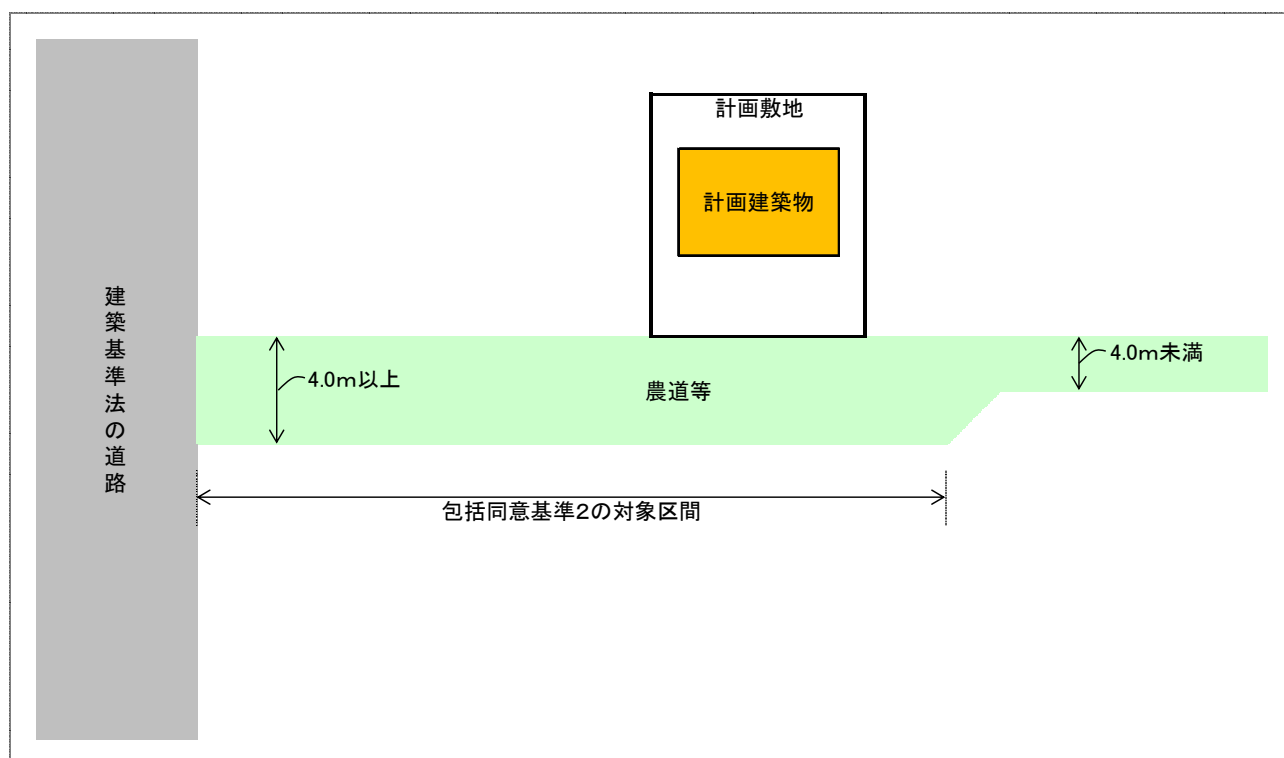 計画敷地
計画建築物
建築基準法の道路
4.0m以上
農道等
4.0m未満
包括同意基準2の対象区間